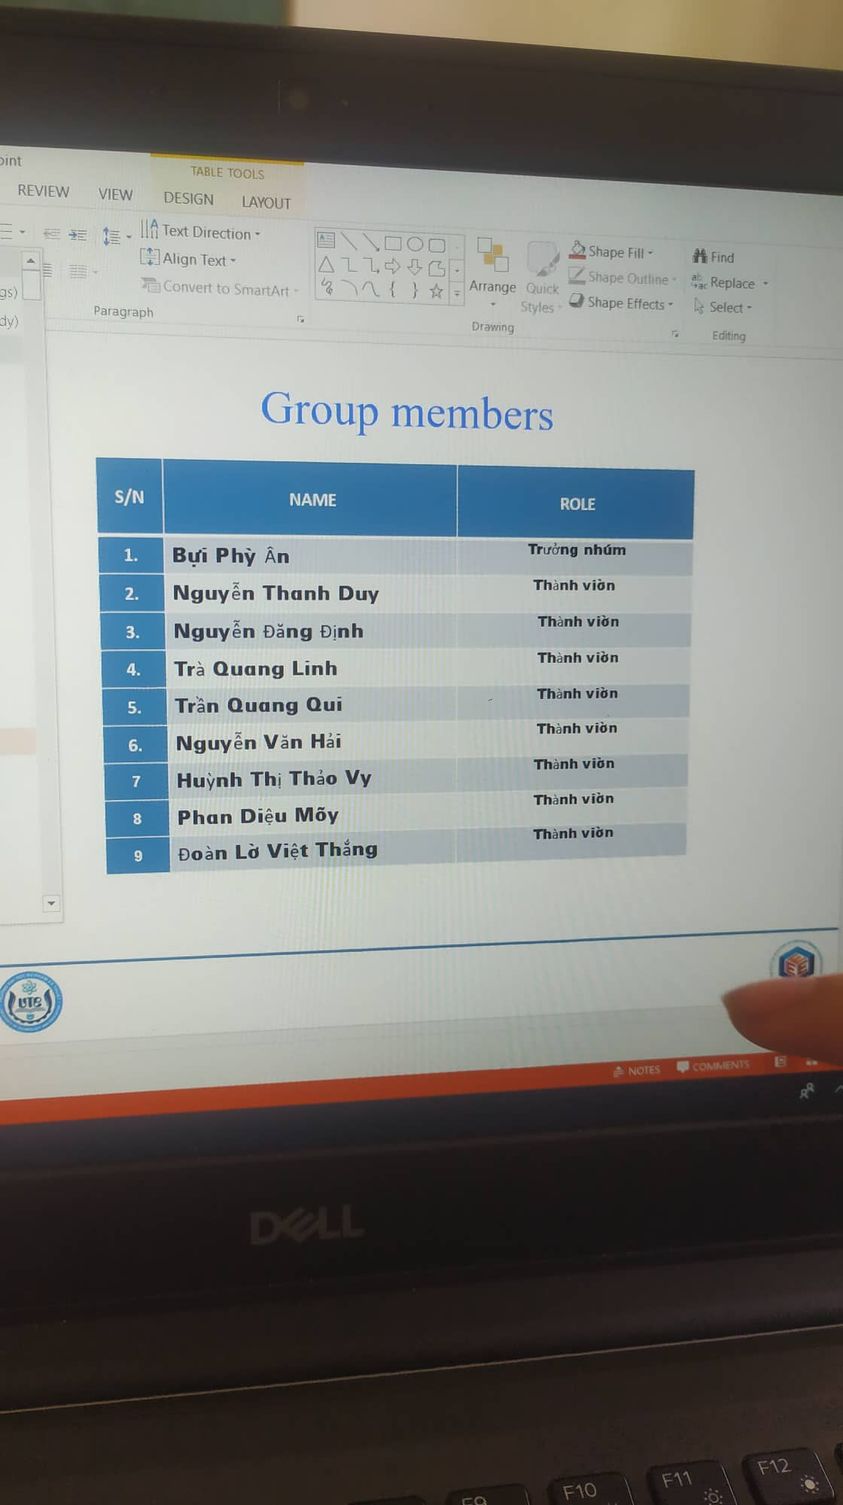 oint
TABLE TOOLS
REVIEW VIEW DESIGN LAYOUT
Text Direction
Align Text
Convert to SmartArt
Paragraph
Arrange
Quick Styles
Shape Fill
Shape Outline
Shape Effects
Drawing
Find
Replace
Select
Editing
gs)
dy)
Group members
S/N NAME ROLE
1. Bựi Phỳ Ân Trưởng nhúm
2. Nguyễn Thanh Duy Thành viờn
3. Nguyễn Đăng Định Thành viờn
4. Trà Quang Linh Thành viờn
5. Trần Quang Qui Thành viờn
6. Nguyễn Văn Hải Thành viờn
7 Huỳnh Thị Thảo Vy Thành viờn
8 Phan Diệu Mõy Thành viờn
9 Đoàn Lờ Việt Thắng Thành viờn
UTE
NOTES COMMENTS
DELL
F9 F10 F11 F12